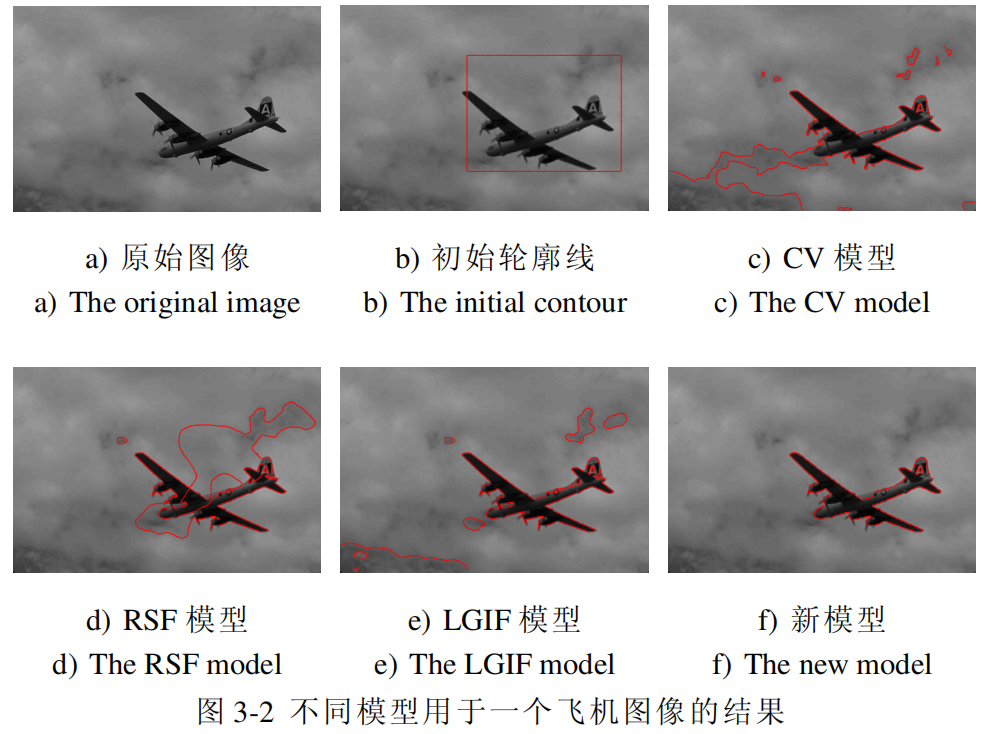 a) 原始图像
b) 初始轮廓线
c) CV 模型
a) The original image
b) The initial contour
c) The CV model
d) RSF 模型
e) LGIF 模型
f) 新模型
d) The RSF model
e) The LGIF model
f) The new model
图 3-2 不同模型用于一个飞机图像的结果